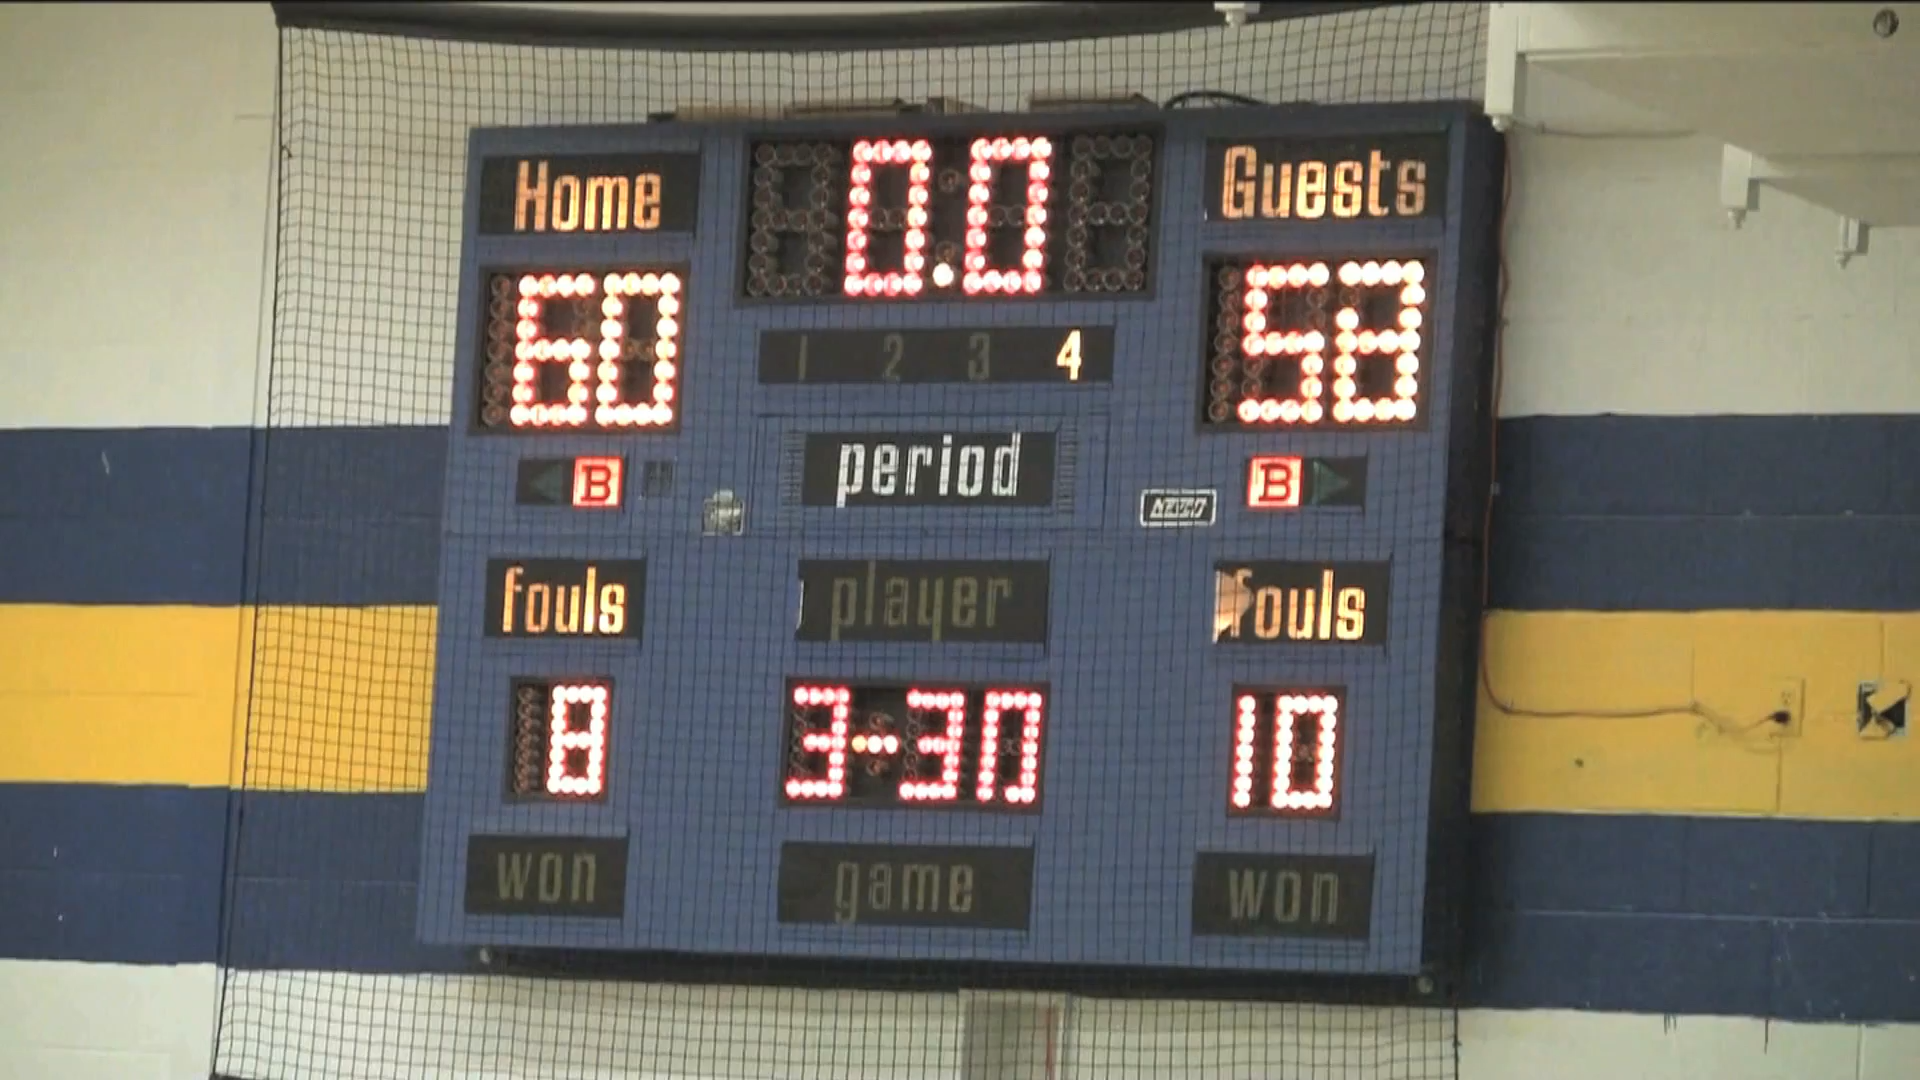 Home 0.0 Guests
60 58
1 2 3 4
B period B
fouls player fouls
8 3-30 10
won game won